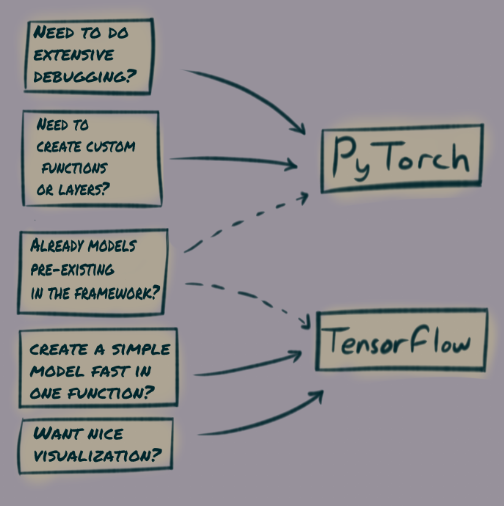 NEED TO DO
EXTENSIVE
DEBUGGING?
NEED TO
CREATE CUSTOM
FUNCTIONS
OR LAYERS?
PyTorch
ALREADY MODELS
PRE-EXISTING
IN THE FRAMEWORK?
TensorFlow
CREATE A SIMPLE
MODEL FAST IN
ONE FUNCTION?
WANT NICE
VISUALIZATION?